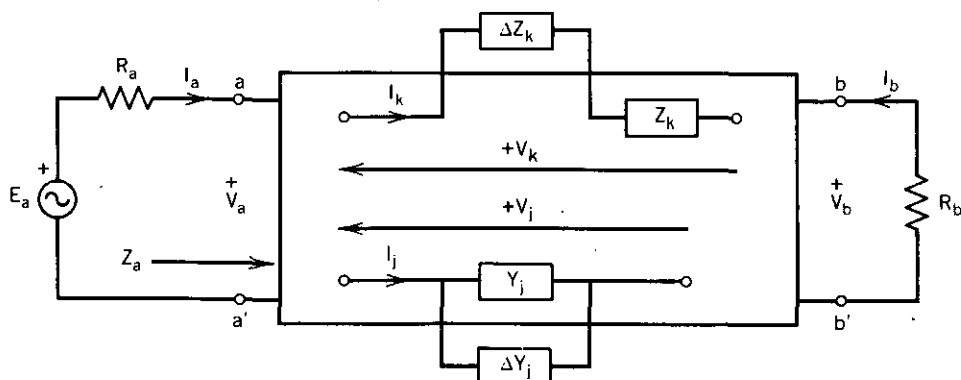 ΔZk
Ra
Ia
a
Ik
Zk
b
Ib
+Vk
+
Ea
+
Va
+
Vb
Rb
+Vj
Za
Ij
Yj
a'
b'
ΔYj